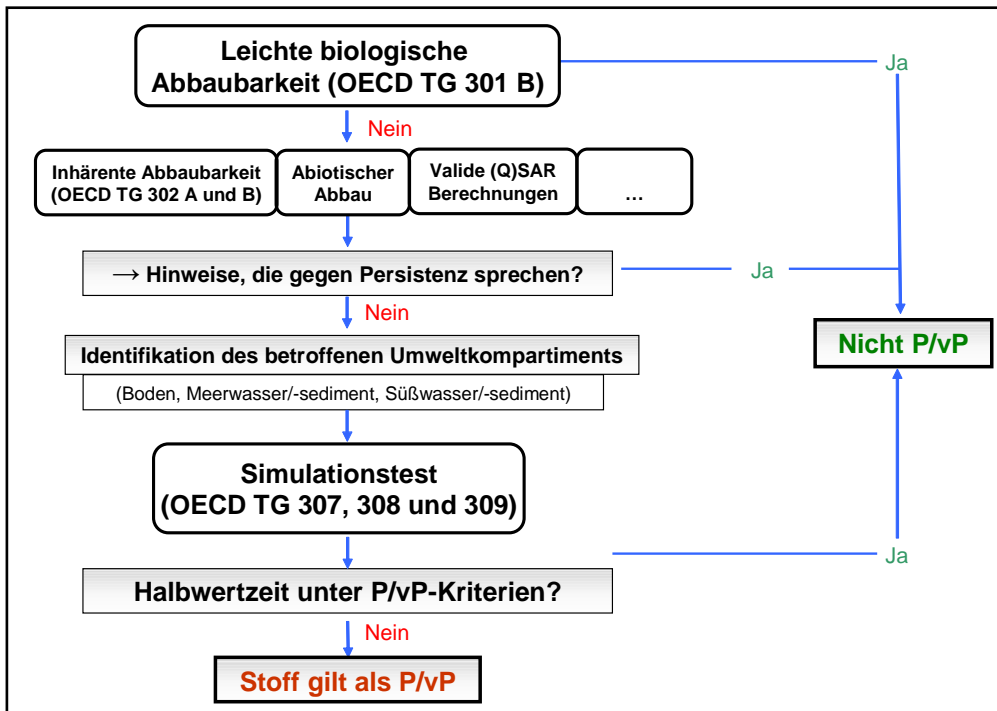 Leichte biologische
Abbaubarkeit (OECD TG 301 B)
Ja
Nein
Inhärente Abbaubarkeit
(OECD TG 302 A und B)
Abiotischer
Abbau
Valide (Q)SAR
Berechnungen
...
→ Hinweise, die gegen Persistenz sprechen?
Ja
Nein
Nicht P/vP
Identifikation des betroffenen Umweltkompartiments
(Boden, Meerwasser/-sediment, Süßwasser/-sediment)
Simulationstest
(OECD TG 307, 308 und 309)
Ja
Halbwertzeit unter P/vP-Kriterien?
Nein
Stoff gilt als P/vP